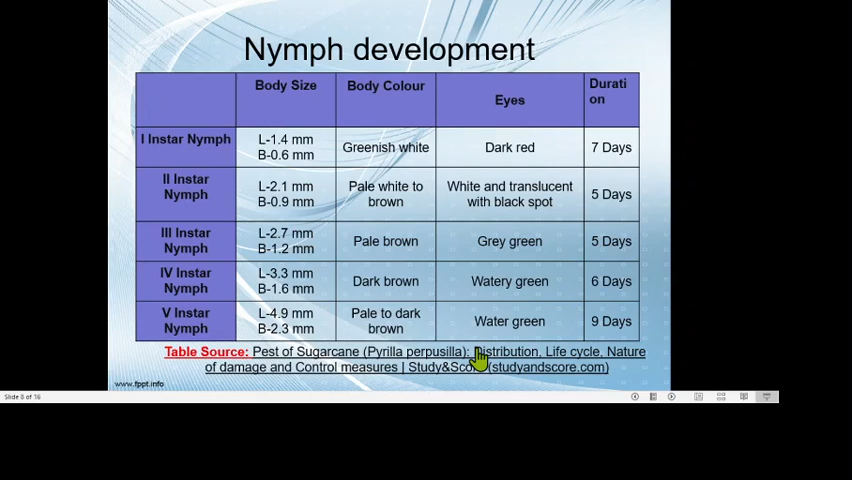 Nymph development
Body Size
Body Colour
Eyes
Durati
on
I Instar Nymph
L-1.4 mm
B-0.6 mm
Greenish white
Dark red
7 Days
II Instar
Nymph
L-2.1 mm
B-0.9 mm
Pale white to
brown
White and translucent
with black spot
5 Days
III Instar
Nymph
L-2.7 mm
B-1.2 mm
Pale brown
Grey green
5 Days
IV Instar
Nymph
L-3.3 mm
B-1.6 mm
Dark brown
Watery green
6 Days
V Instar
Nymph
L-4.9 mm
B-2.3 mm
Pale to dark
brown
Water green
9 Days
Table Source: Pest of Sugarcane (Pyrilla perpusilla): Distribution, Life cycle, Nature
of damage and Control measures | Study&Score (studyandscore.com)
www.fppt.info
Slide 8 of 16